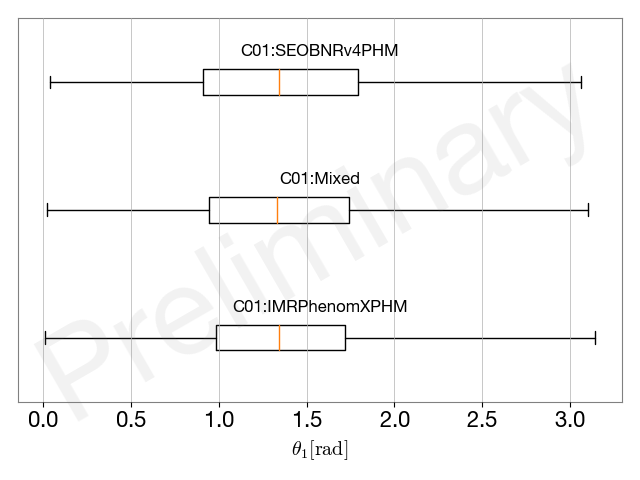 C01:SEOBNRv4PHM
C01:Mixed
C01:IMRPhenomXPHM
Preliminary
0.0 0.5 1.0 1.5 2.0 2.5 3.0
θ₁[rad]